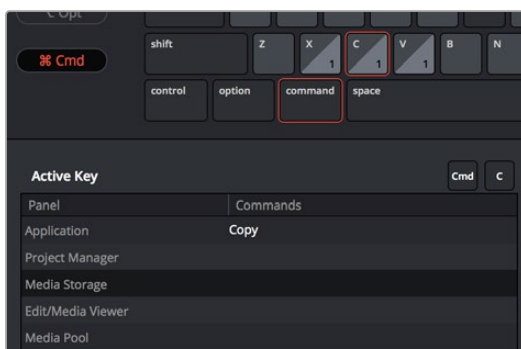 ⌥ Opt
⌘ Cmd
shift Z X 1 C 1 V 1 B N
control option command space
Active Key Cmd C
Panel Commands
Application Copy
Project Manager
Media Storage
Edit/Media Viewer
Media Pool